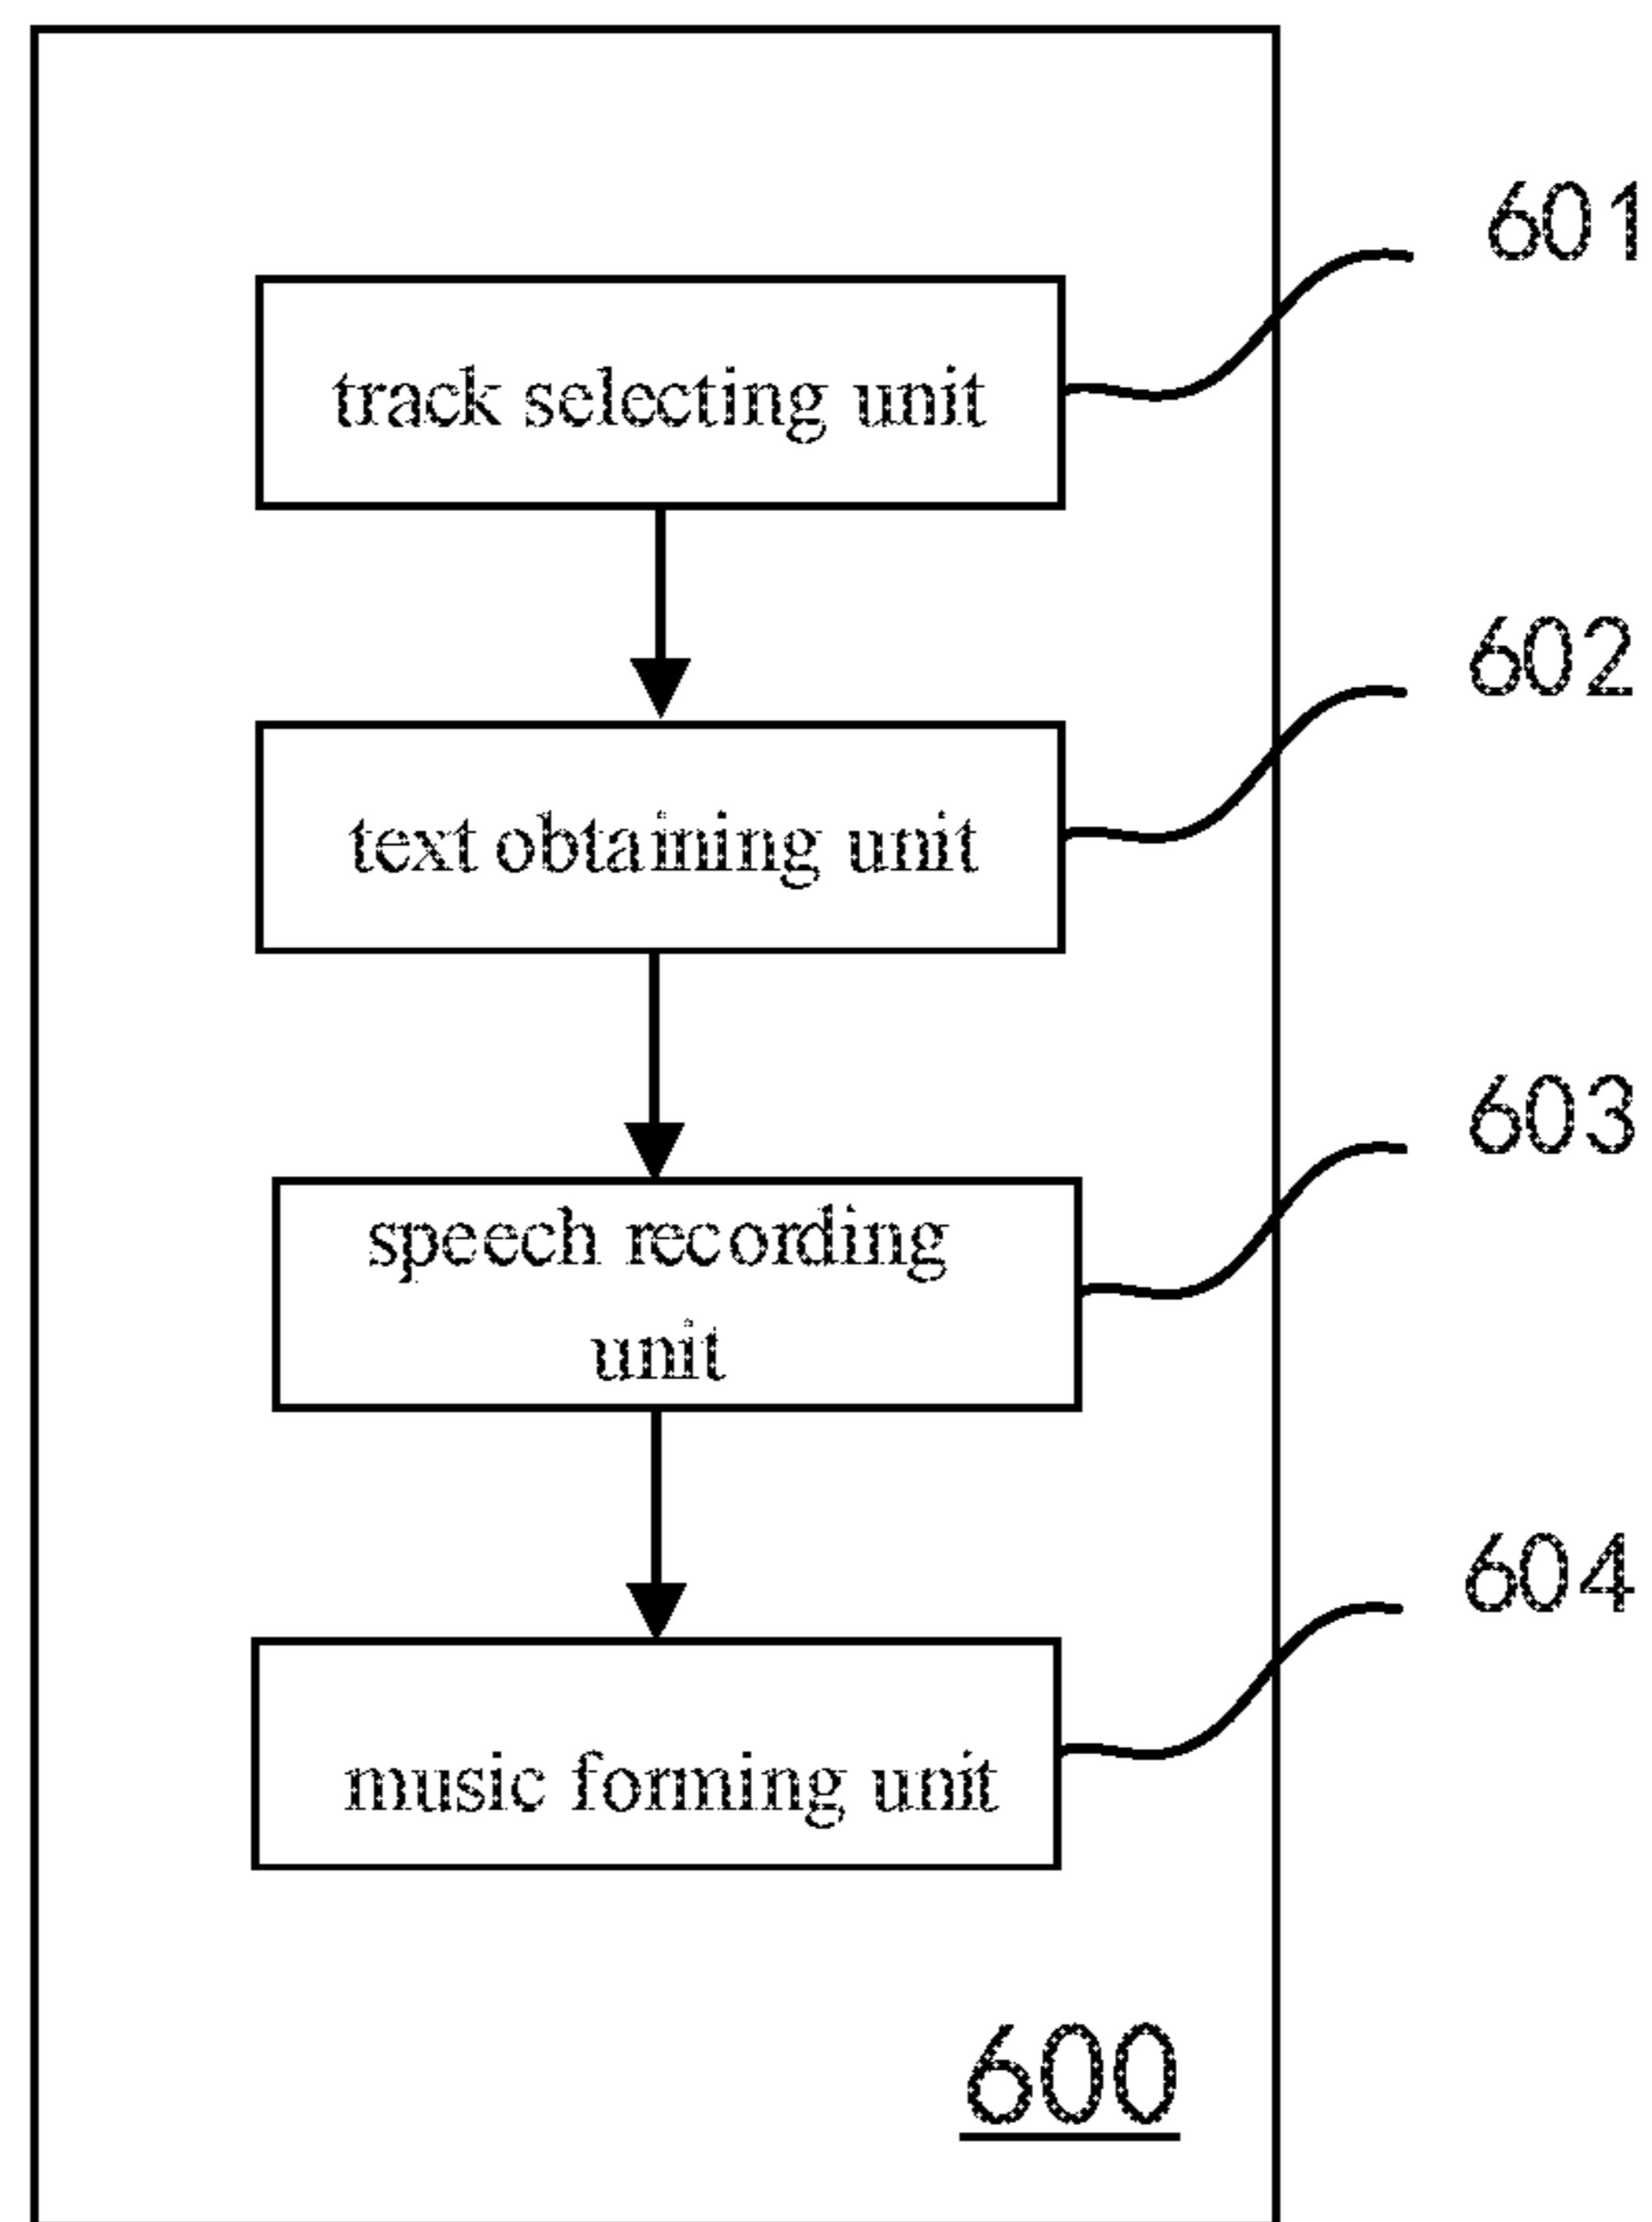 601
track selecting unit
602
text obtaining unit
603
speech recording
unit
604
music forming unit
600